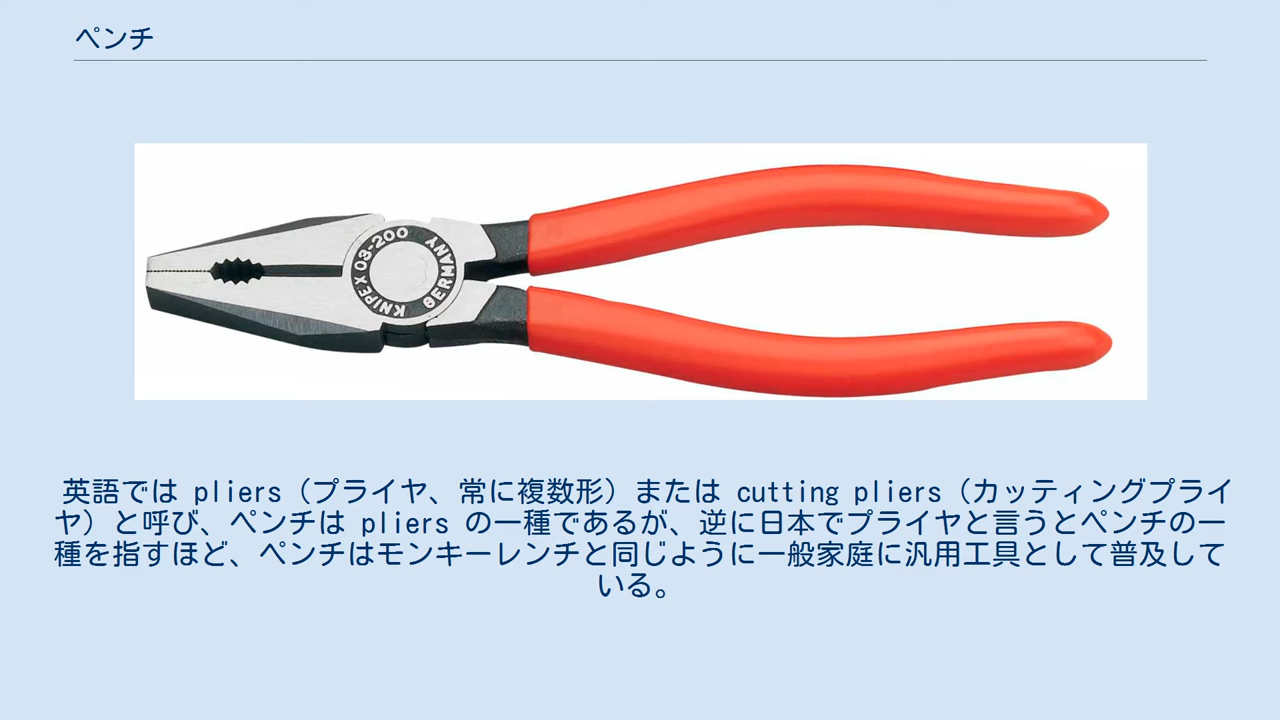 ペンチ
KNIPEX 03-200 GERMANY
英語では pliers（プライヤ、常に複数形）または cutting pliers（カッティングプライ
ヤ）と呼び、ペンチは pliers の一種であるが、逆に日本でプライヤと言うとペンチの一
種を指すほど、ペンチはモンキーレンチと同じように一般家庭に汎用工具として普及して
いる。